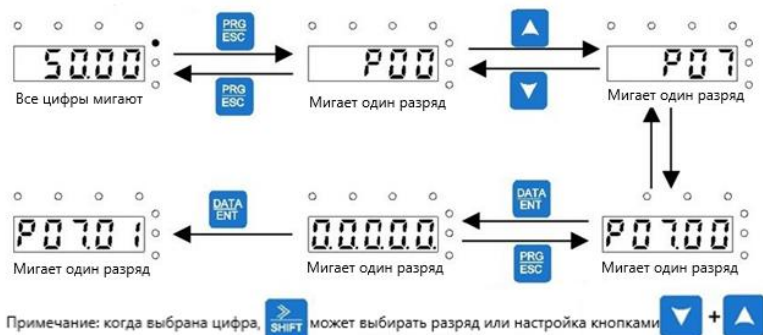 PRG
ESC
50.00
P00
P07
PRG
ESC
Все цифры мигают
Мигает один разряд
Мигает один разряд
DATA
ENT
DATA
ENT
P07.01
0.0.0.0.0.
P07.00
PRG
ESC
Мигает один разряд
Мигает один разряд
Мигает один разряд
Примечание: когда выбрана цифра, SHIFT может выбирать разряд или настройка кнопками +